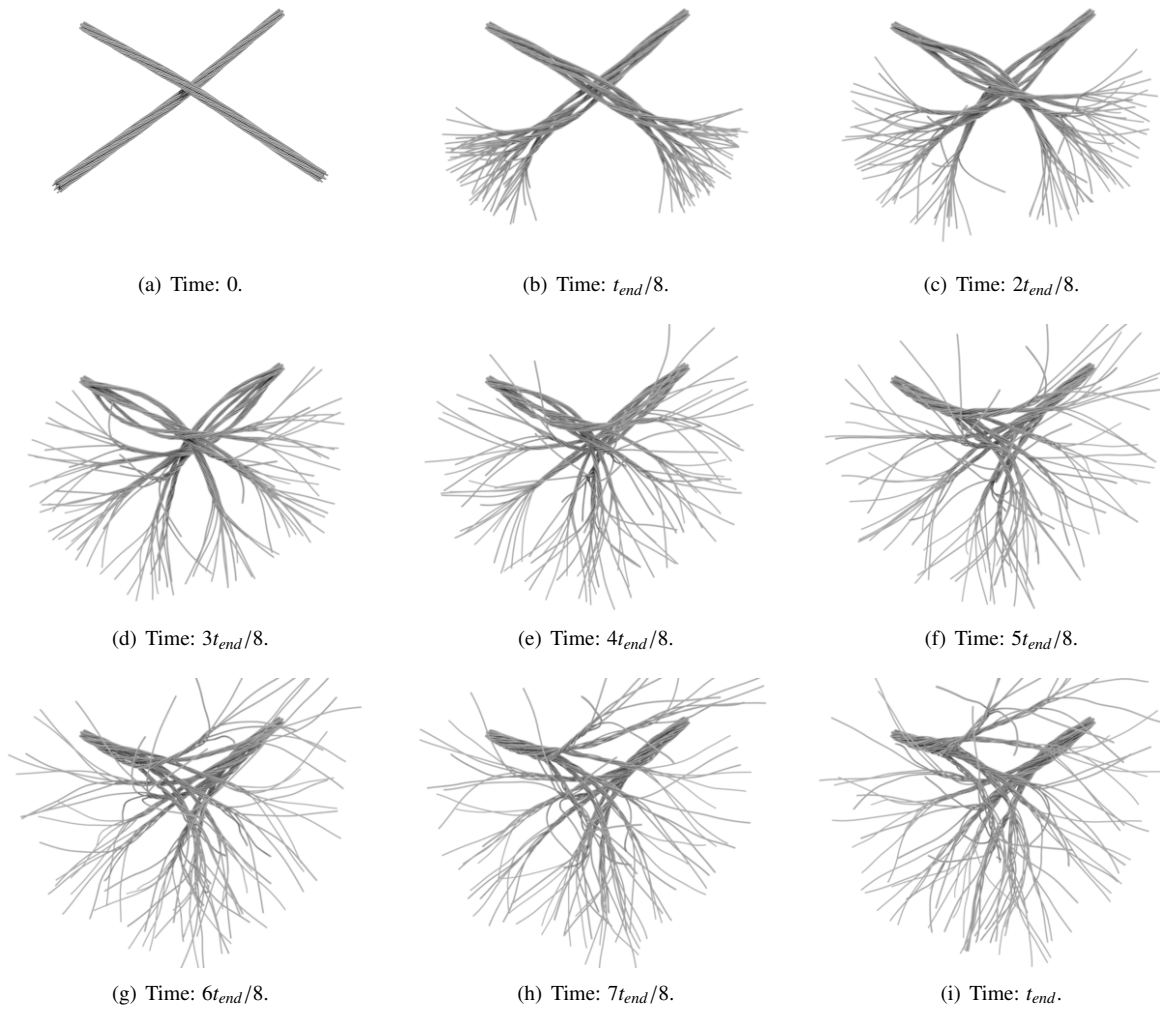 (a) Time: 0.
(b) Time: t_end/8.
(c) Time: 2t_end/8.
(d) Time: 3t_end/8.
(e) Time: 4t_end/8.
(f) Time: 5t_end/8.
(g) Time: 6t_end/8.
(h) Time: 7t_end/8.
(i) Time: t_end.